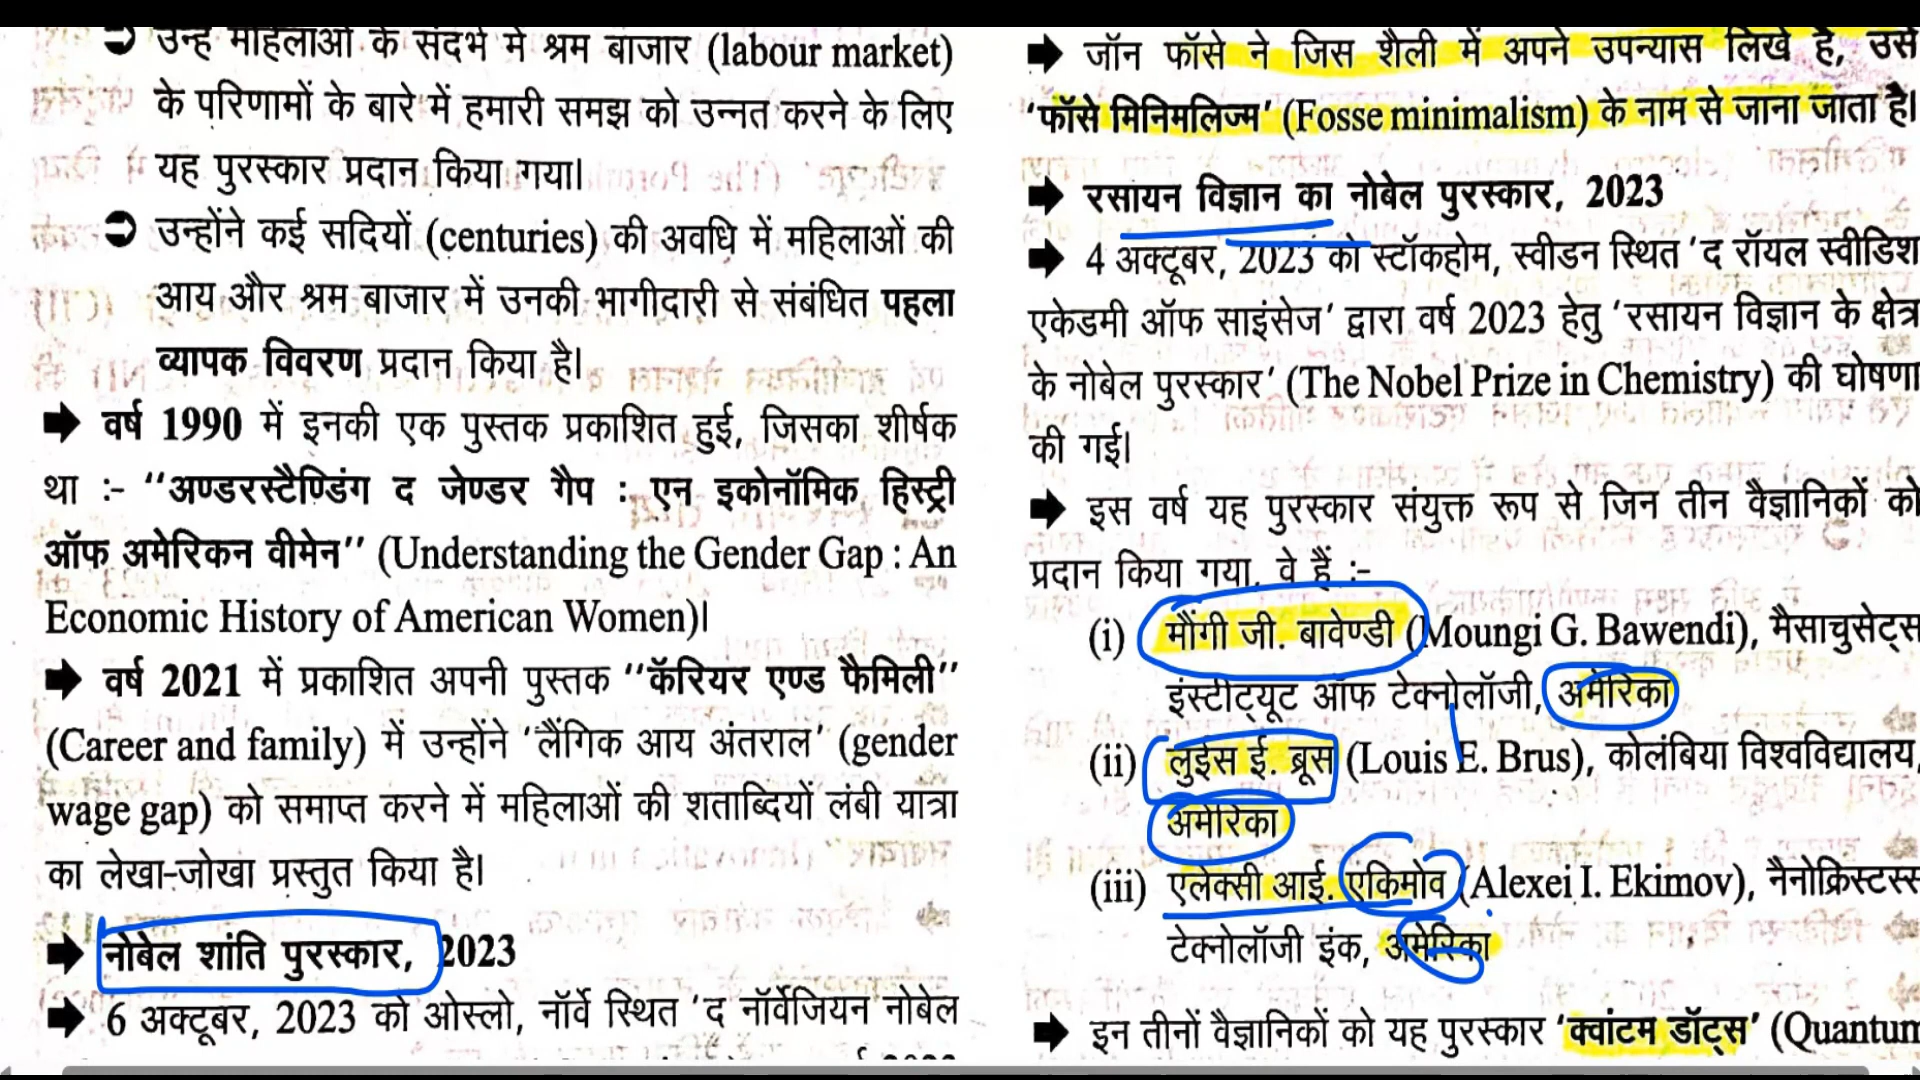 उन्हें महिलाओं के संदर्भ में श्रम बाजार (labour market)
के परिणामों के बारे में हमारी समझ को उन्नत करने के लिए
यह पुरस्कार प्रदान किया गया।
उन्होंने कई सदियों (centuries) की अवधि में महिलाओं की
आय और श्रम बाजार में उनकी भागीदारी से संबंधित पहला
व्यापक विवरण प्रदान किया है।
वर्ष 1990 में इनकी एक पुस्तक प्रकाशित हुई, जिसका शीर्षक
था :- “अण्डरस्टैण्डिंग द जेण्डर गैप : एन इकोनॉमिक हिस्ट्री
ऑफ अमेरिकन वीमेन” (Understanding the Gender Gap : An
Economic History of American Women)।
वर्ष 2021 में प्रकाशित अपनी पुस्तक “कॅरियर एण्ड फैमिली”
(Career and family) में उन्होंने ‘लैंगिक आय अंतराल’ (gender
wage gap) को समाप्त करने में महिलाओं की शताब्दियों लंबी यात्रा
का लेखा-जोखा प्रस्तुत किया है।
नोबेल शांति पुरस्कार, 2023
6 अक्टूबर, 2023 को ओस्लो, नॉर्वे स्थित ‘द नॉर्वेजियन नोबेल
जॉन फॉसे ने जिस शैली में अपने उपन्यास लिखे हैं, उसे
‘फॉसे मिनिमलिज्म’ (Fosse minimalism) के नाम से जाना जाता है।
रसायन विज्ञान का नोबेल पुरस्कार, 2023
4 अक्टूबर, 2023 को स्टॉकहोम, स्वीडन स्थित ‘द रॉयल स्वीडिश
एकेडमी ऑफ साइंसेज’ द्वारा वर्ष 2023 हेतु ‘रसायन विज्ञान के क्षेत्र
के नोबेल पुरस्कार’ (The Nobel Prize in Chemistry) की घोषणा
की गई।
इस वर्ष यह पुरस्कार संयुक्त रूप से जिन तीन वैज्ञानिकों को
प्रदान किया गया, वे हैं :-
(i) मौंगी जी. बावेण्डी (Moungi G. Bawendi), मैसाचुसेट्स
इंस्टीट्यूट ऑफ टेक्नोलॉजी, अमेरिका
(ii) लुईस ई. ब्रूस (Louis E. Brus), कोलंबिया विश्वविद्यालय,
अमेरिका
(iii) एलेक्सी आई. एकिमोव (Alexei I. Ekimov), नैनोक्रिस्टल्स
टेक्नोलॉजी इंक, अमेरिका
इन तीनों वैज्ञानिकों को यह पुरस्कार ‘क्वांटम डॉट्स’ (Quantum